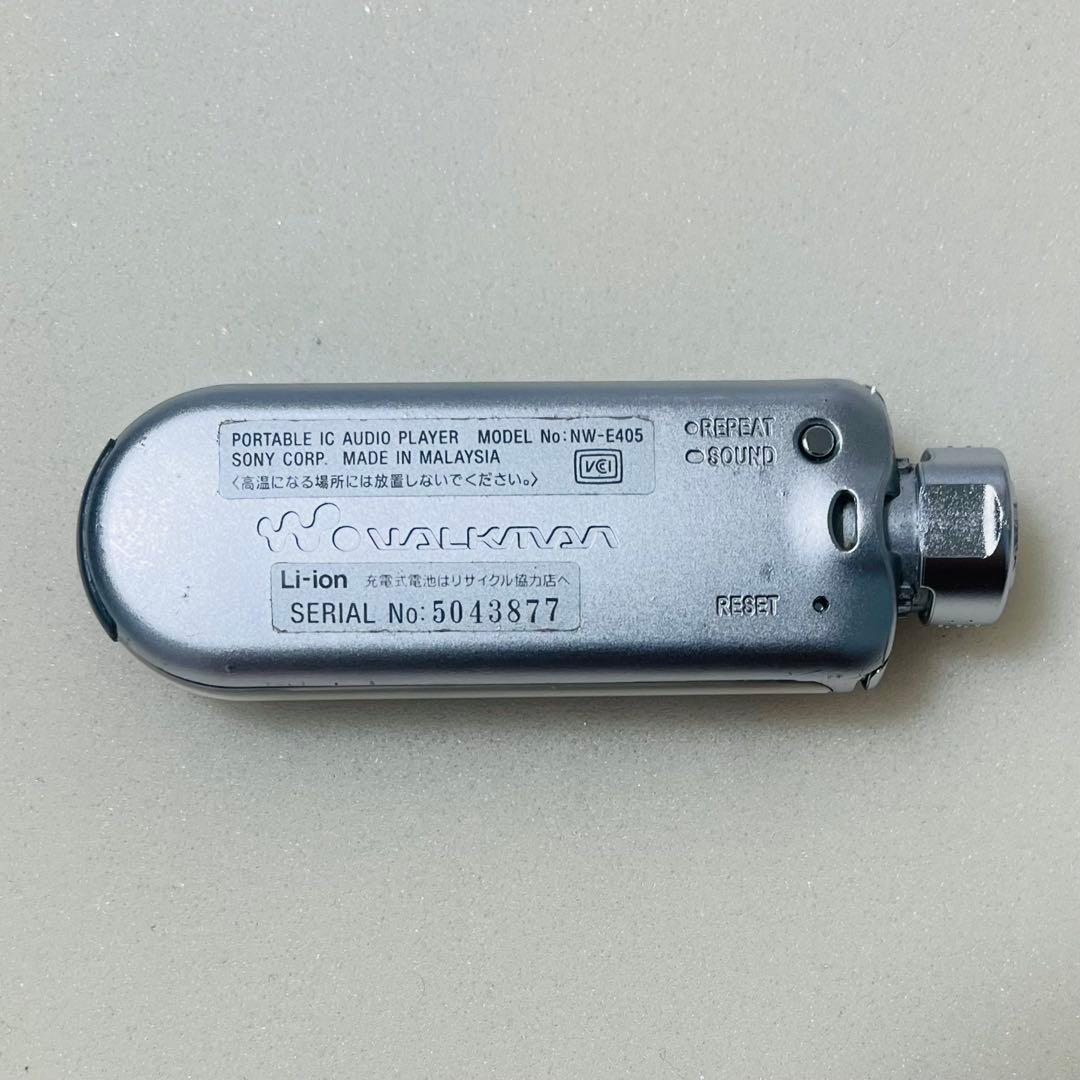 PORTABLE IC AUDIO PLAYER MODEL No:NW-E405
SONY CORP. MADE IN MALAYSIA
VCI
〈高温になる場所には放置しないでください。〉
REPEAT
SOUND
WALKMAN
Li-ion 充電式電池はリサイクル協力店へ
SERIAL No:5043877
RESET